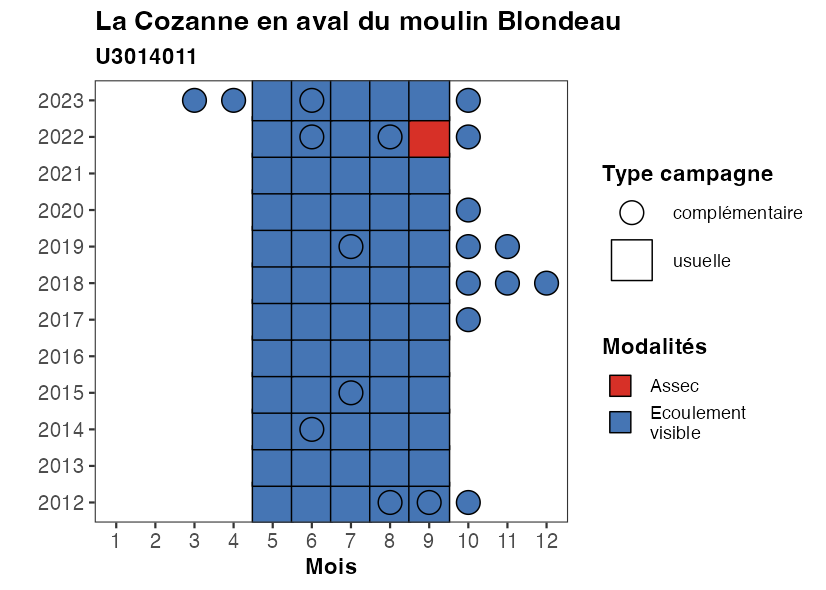 La Cozanne en aval du moulin Blondeau
U3014011
2023
2022
2021
2020
2019
2018
2017
2016
2015
2014
2013
2012
1 2 3 4 5 6 7 8 9 10 11 12
Mois
Type campagne
complémentaire
usuelle
Modalités
Assec
Ecoulement
visible